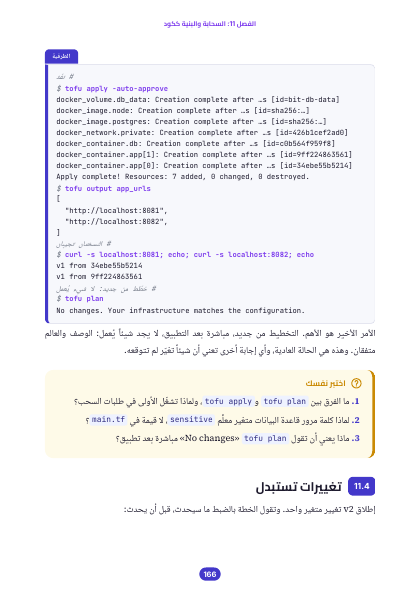 الفصل 11: السحابة والبنية ككود
الطرفية
# نفّذ
$ tofu apply -auto-approve
docker_volume.db_data: Creation complete after …s [id=bit-db-data]
docker_image.node: Creation complete after …s [id=sha256:…]
docker_image.postgres: Creation complete after …s [id=sha256:…]
docker_network.private: Creation complete after …s [id=426b1cef2ad0]
docker_container.db: Creation complete after …s [id=c0b564f959f8]
docker_container.app[1]: Creation complete after …s [id=9ff224863561]
docker_container.app[0]: Creation complete after …s [id=34ebe55b5214]
Apply complete! Resources: 7 added, 0 changed, 0 destroyed.
$ tofu output app_urls
[
"http://localhost:8081",
"http://localhost:8082",
]
# النسختان تجيبان
$ curl -s localhost:8081; echo; curl -s localhost:8082; echo
v1 from 34ebe55b5214
v1 from 9ff224863561
# خطّط من جديد: لا شيء يُعمل
$ tofu plan
No changes. Your infrastructure matches the configuration.
الأمر الأخير هو الأهم. التخطيط من جديد، مباشرة بعد التطبيق، لا يجد شيئاً يُعمل: الوصف والعالم
متفقان. وهذه هي الحالة العادية، وأي إجابة أخرى تعني أن شيئاً تغيّر لم تتوقعه.
اختبر نفسك
1. ما الفرق بين tofu plan و tofu apply، ولماذا تشغّل الأولى في طلبات السحب؟
2. لماذا كلمة مرور قاعدة البيانات متغير معلّم sensitive، لا قيمة في main.tf؟
3. ماذا يعني أن تقول tofu plan «No changes» مباشرة بعد تطبيق؟
11.4 تغييرات تستبدل
إطلاق v2 تغيير متغير واحد. وتقول الخطة بالضبط ما سيحدث، قبل أن يحدث:
166